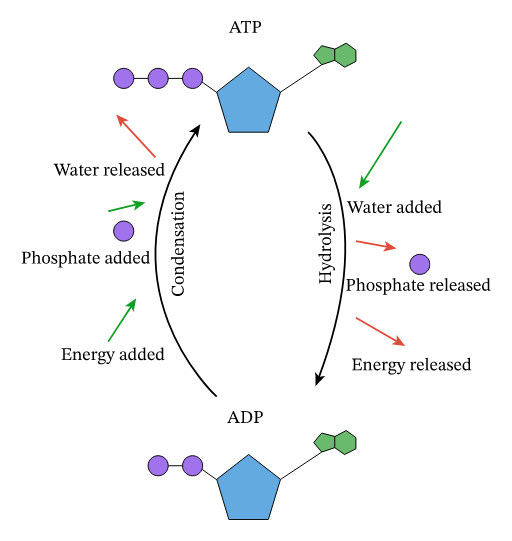 ATP
Water released
Water added
Condensation
Hydrolysis
Phosphate added
Phosphate released
Energy added
Energy released
ADP